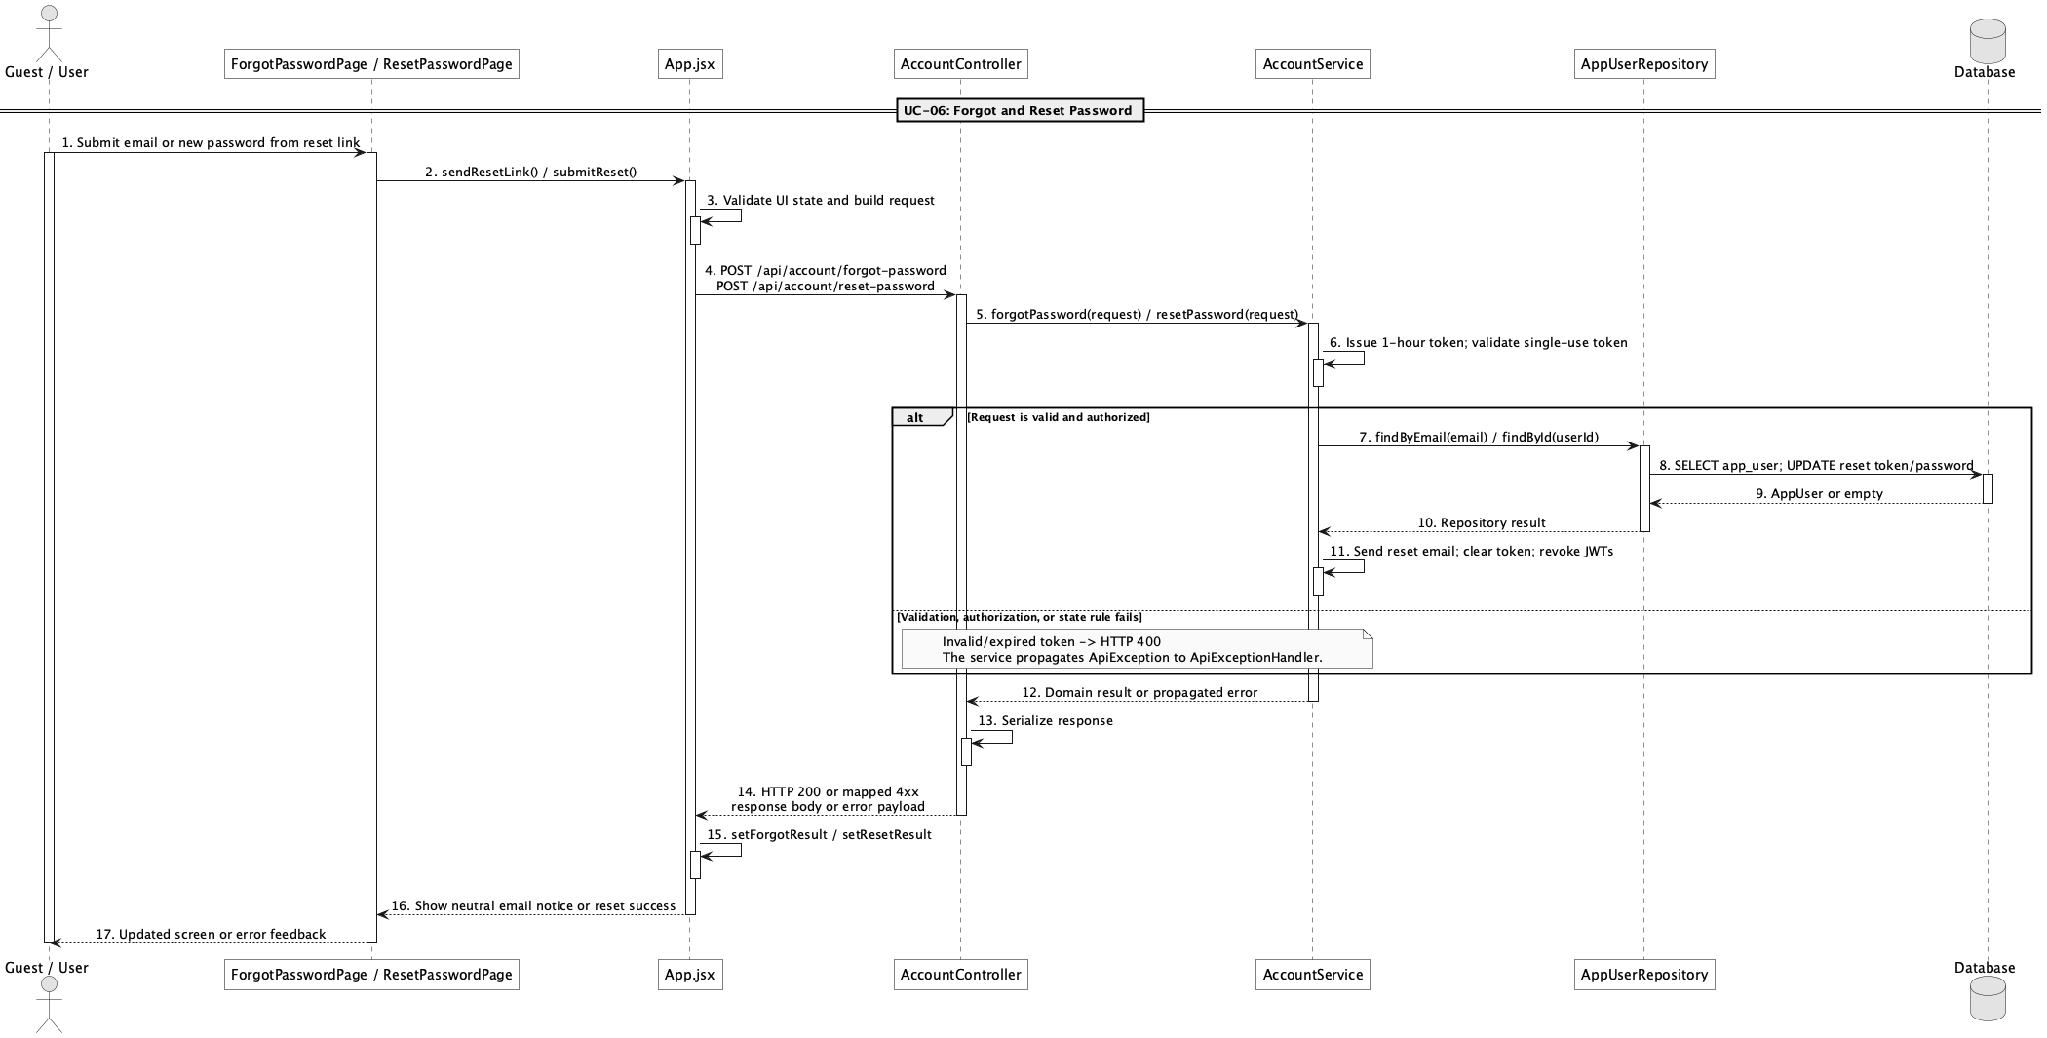 Guest / User
ForgotPasswordPage / ResetPasswordPage
App.jsx
AccountController
AccountService
AppUserRepository
Database
UC-06: Forgot and Reset Password
1. Submit email or new password from reset link
2. sendResetLink() / submitReset()
3. Validate UI state and build request
4. POST /api/account/forgot-password
POST /api/account/reset-password
5. forgotPassword(request) / resetPassword(request)
6. Issue 1-hour token; validate single-use token
alt
[Request is valid and authorized]
7. findByEmail(email) / findById(userId)
8. SELECT app_user; UPDATE reset token/password
9. AppUser or empty
10. Repository result
11. Send reset email; clear token; revoke JWTs
[Validation, authorization, or state rule fails]
Invalid/expired token -> HTTP 400
The service propagates ApiException to ApiExceptionHandler.
12. Domain result or propagated error
13. Serialize response
14. HTTP 200 or mapped 4xx
response body or error payload
15. setForgotResult / setResetResult
16. Show neutral email notice or reset success
17. Updated screen or error feedback
Guest / User
ForgotPasswordPage / ResetPasswordPage
App.jsx
AccountController
AccountService
AppUserRepository
Database